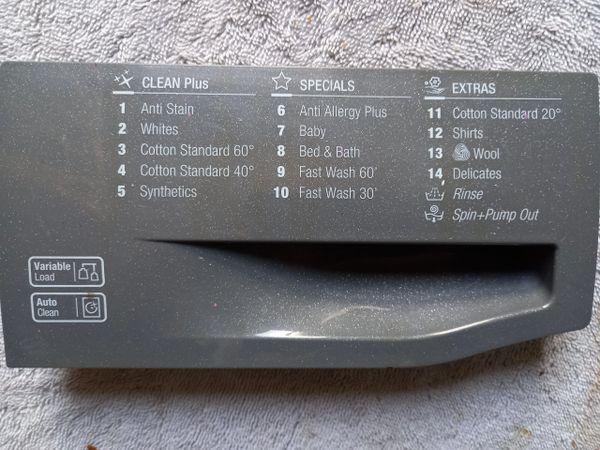 CLEAN Plus
1 Anti Stain
2 Whites
3 Cotton Standard 60°
4 Cotton Standard 40°
5 Synthetics
SPECIALS
6 Anti Allergy Plus
7 Baby
8 Bed & Bath
9 Fast Wash 60'
10 Fast Wash 30'
EXTRAS
11 Cotton Standard 20°
12 Shirts
13 Wool
14 Delicates
Rinse
Spin+Pump Out
Variable
Load
Auto
Clean